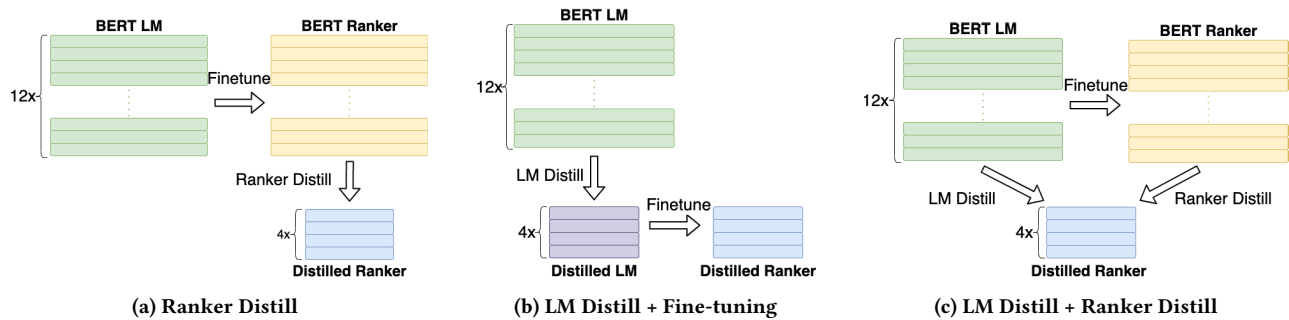 BERT LM
BERT Ranker
12x
Finetune
Ranker Distill
4x
Distilled Ranker
(a) Ranker Distill
BERT LM
12x
LM Distill
Finetune
4x
Distilled LM
Distilled Ranker
(b) LM Distill + Fine-tuning
BERT LM
BERT Ranker
12x
Finetune
LM Distill
Ranker Distill
4x
Distilled Ranker
(c) LM Distill + Ranker Distill